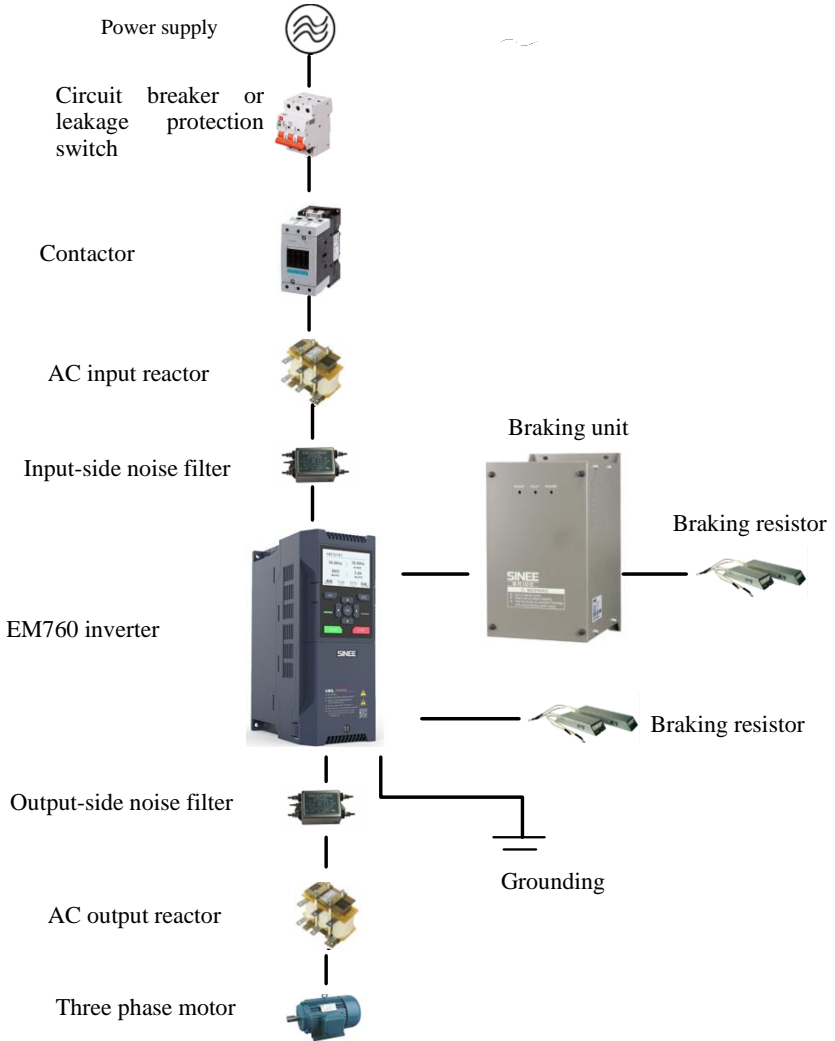 Power supply
Circuit breaker or
leakage protection
switch
Contactor
AC input reactor
Input-side noise filter
Braking unit
Braking resistor
SINEE
EM760 inverter
SINEE
Braking resistor
Output-side noise filter
Grounding
AC output reactor
Three phase motor